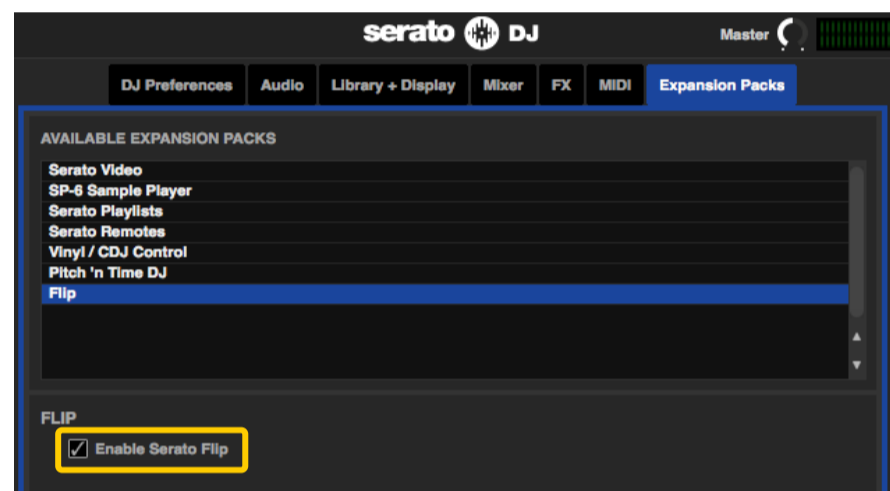 serato DJ
Master
DJ Preferences Audio Library + Display Mixer FX MIDI Expansion Packs
AVAILABLE EXPANSION PACKS
Serato Video
SP-6 Sample Player
Serato Playlists
Serato Remotes
Vinyl / CDJ Control
Pitch 'n Time DJ
Flip
FLIP
Enable Serato Flip